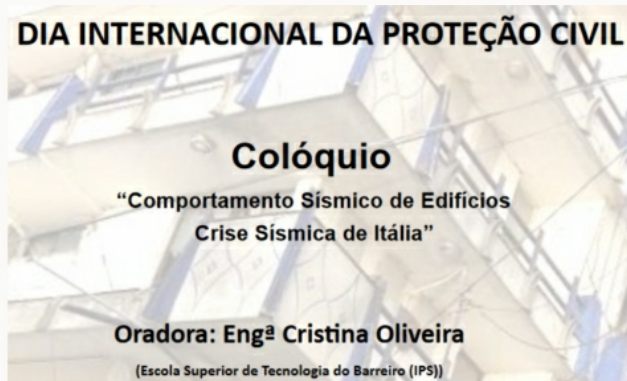 DIA INTERNACIONAL DA PROTEÇÃO CIVIL
Colóquio
“Comportamento Sísmico de Edifícios
Crise Sísmica de Itália”
Oradora: Engª Cristina Oliveira
(Escola Superior de Tecnologia do Barreiro (IPS))